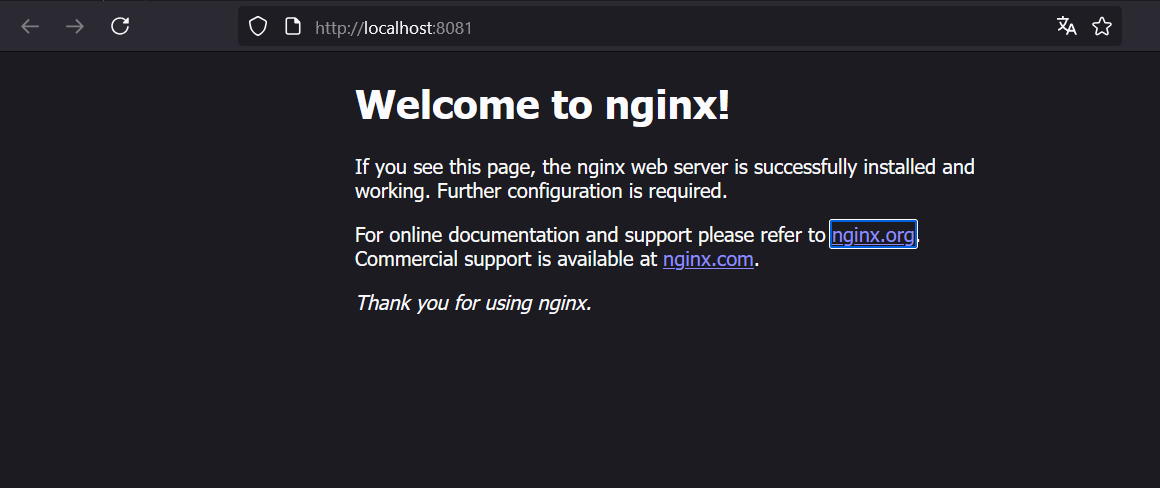 http://localhost:8081
Welcome to nginx!
If you see this page, the nginx web server is successfully installed and
working. Further configuration is required.
For online documentation and support please refer to nginx.org.
Commercial support is available at nginx.com.
Thank you for using nginx.